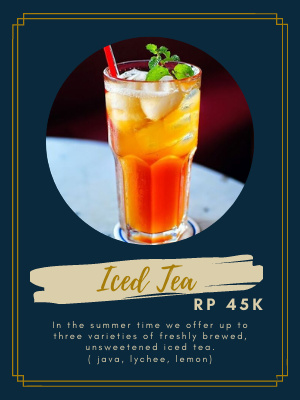 Iced Tea
RP 45K
In the summer time we offer up to
three varieties of freshly brewed,
unsweetened iced tea.
( java, lychee, lemon)